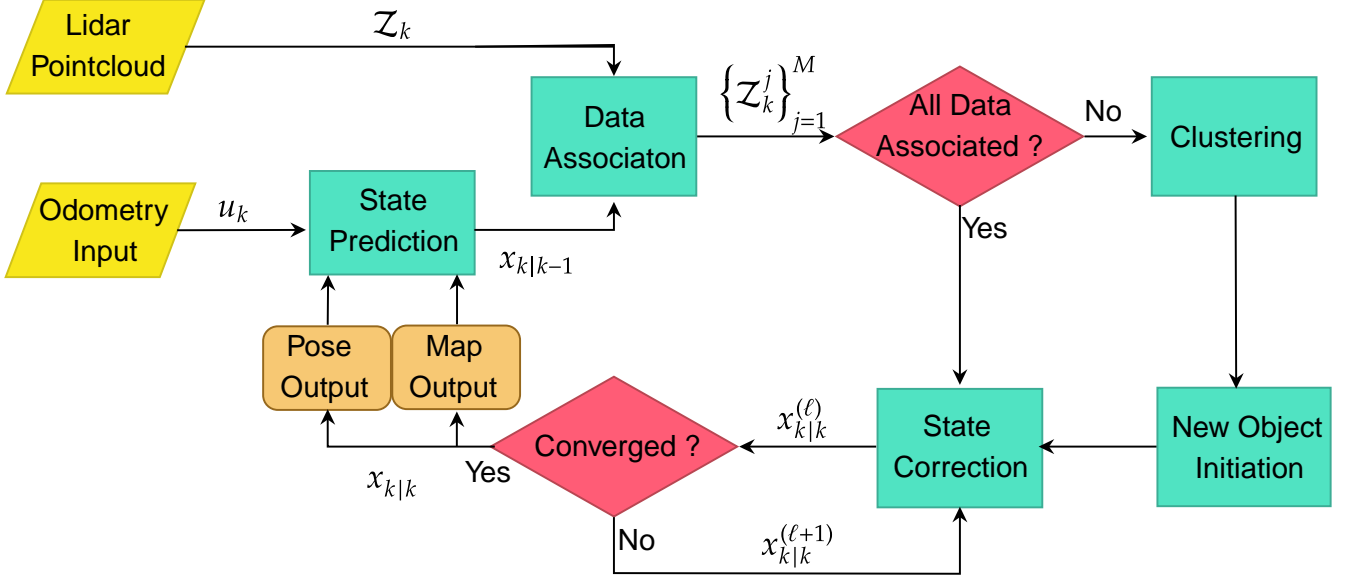 Lidar
Pointcloud
𝒵_k
Data
Associaton
{𝒵_k^j}_{j=1}^M
All Data
Associated ?
No
Clustering
Odometry
Input
u_k
State
Prediction
x_{k|k−1}
Yes
Pose
Output
Map
Output
x_{k|k}
Yes
Converged ?
x_{k|k}^{(ℓ)}
State
Correction
New Object
Initiation
No
x_{k|k}^{(ℓ+1)}